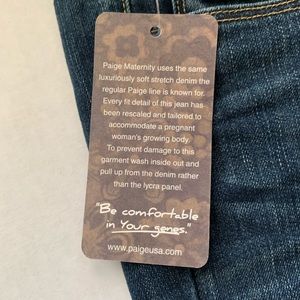 Paige Maternity uses the same
luxuriously soft stretch denim the
regular Paige line is known for.
Every fit detail of this jean has
been rescaled and tailored to
accommodate a pregnant
woman's growing body.
To prevent damage to this
garment wash inside out and
pull up from the denim rather
than the lycra panel.
"Be comfortable
in Your genes."
www.paigeusa.com